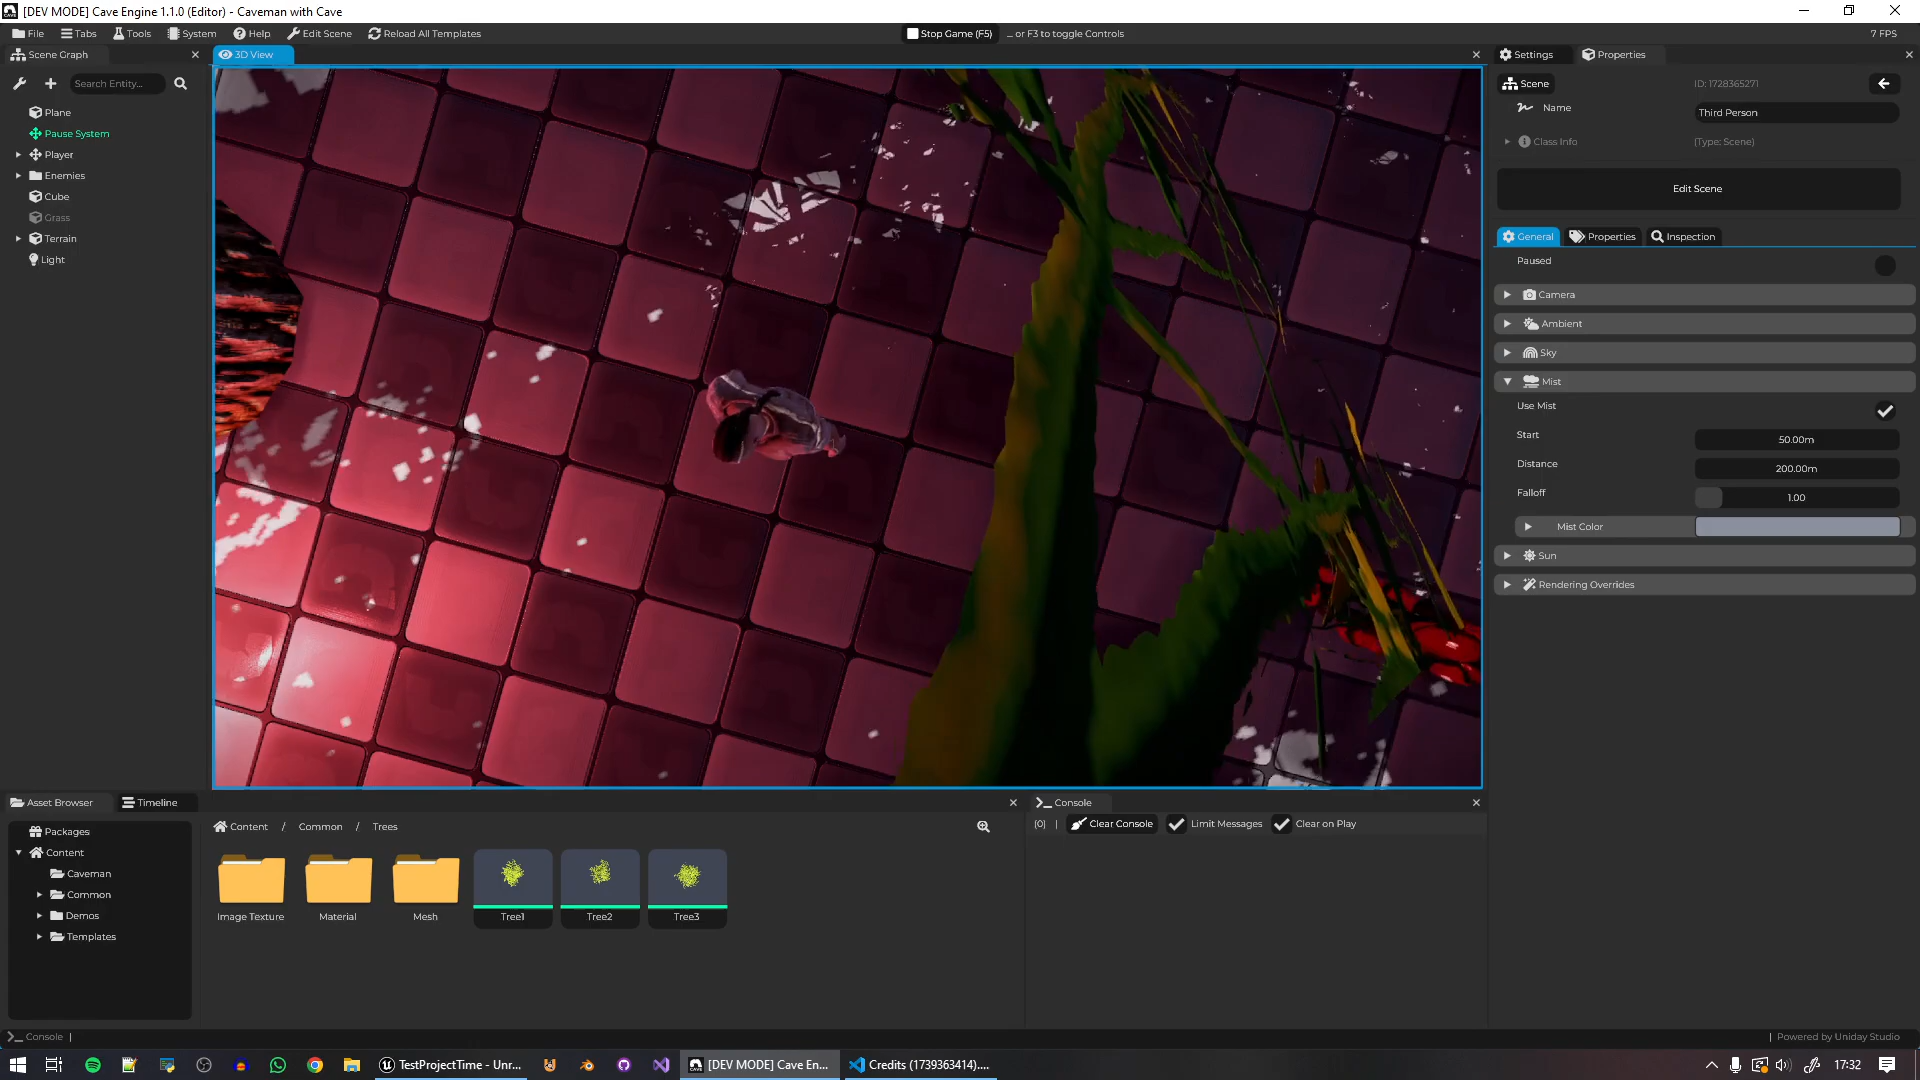 [DEV MODE] Cave Engine 1.1.0 (Editor) - Caveman with Cave
File Tabs Tools System Help Edit Scene Reload All Templates Stop Game (F5) ... or F3 to toggle Controls 7 FPS
Scene Graph 3D View Settings Properties
Search Entity... Scene ID: 1728365271
Name Third Person
Plane
Pause System
Class Info (Type: Scene)
Player
Enemies
Edit Scene
Cube
Grass
Terrain
General Properties Inspection
Light
Paused
Camera
Ambient
Sky
Mist
Use Mist
Start 50.00m
Distance 200.00m
Falloff 1.00
Mist Color
Sun
Rendering Overrides
Asset Browser Timeline Console
Content / Common / Trees
[0] | Clear Console Limit Messages Clear on Play
Packages
Content
Caveman
Common
Demos
Templates
Image Texture Material Mesh Tree1 Tree2 Tree3
Console | | Powered by Uniday Studio
TestProjectTime - Unr... [DEV MODE] Cave En... Credits (1739363414).... 17:32